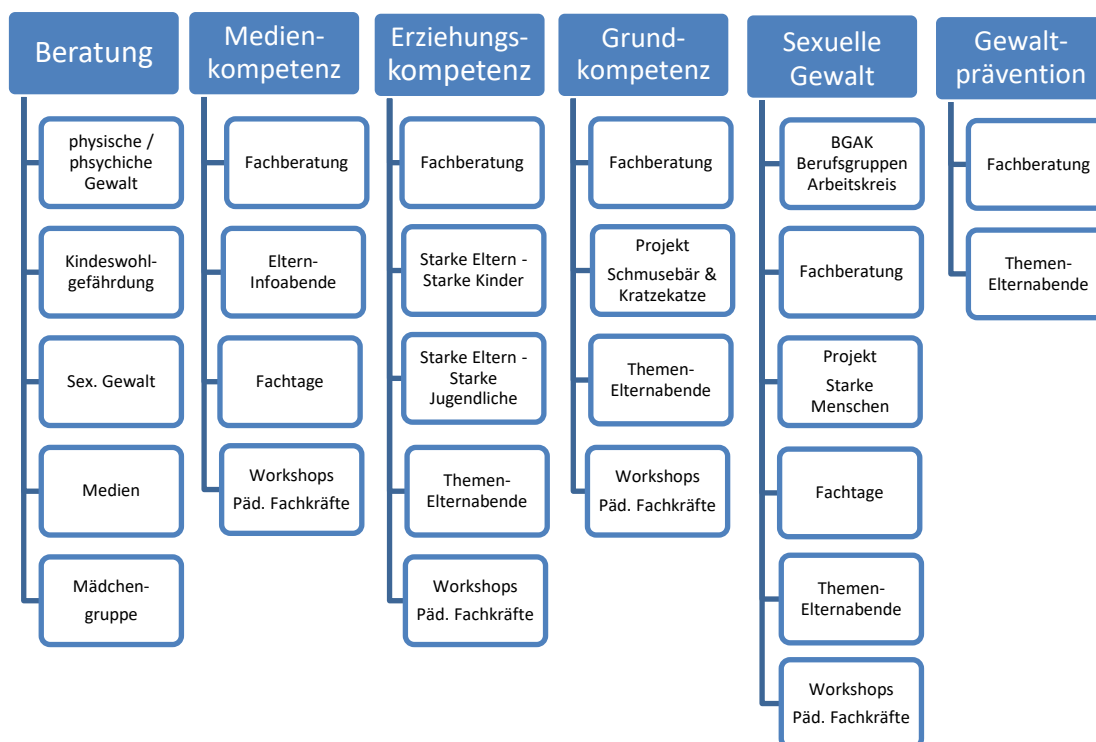 Beratung
physische /
phsychiche
Gewalt
Kindeswohl-
gefährdung
Sex. Gewalt
Medien
Mädchen-
gruppe
Medien-
kompetenz
Fachberatung
Eltern-
Infoabende
Fachtage
Workshops
Päd. Fachkräfte
Erziehungs-
kompetenz
Fachberatung
Starke Eltern -
Starke Kinder
Starke Eltern -
Starke
Jugendliche
Themen-
Elternabende
Workshops
Päd. Fachkräfte
Grund-
kompetenz
Fachberatung
Projekt
Schmusebär &
Kratzekatze
Themen-
Elternabende
Workshops
Päd. Fachkräfte
Sexuelle
Gewalt
BGAK
Berufsgruppen
Arbeitskreis
Fachberatung
Projekt
Starke
Menschen
Fachtage
Themen-
Elternabende
Workshops
Päd. Fachkräfte
Gewalt-
prävention
Fachberatung
Themen-
Elternabende